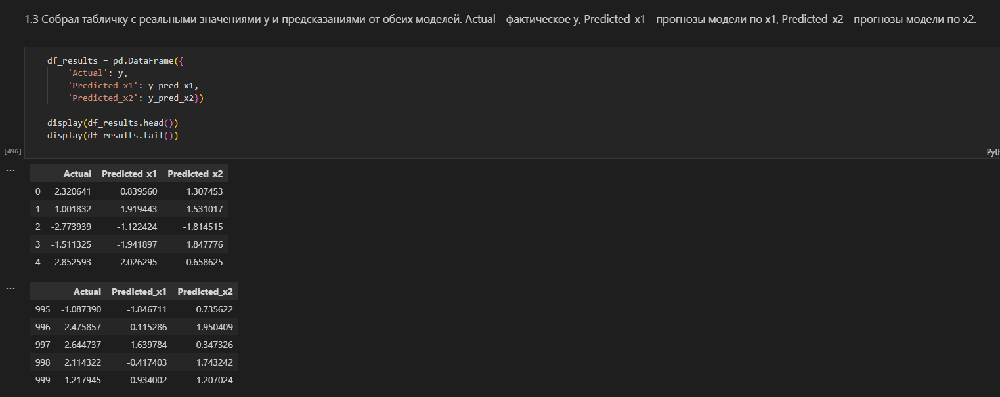 1.3 Собрал табличку с реальными значениями y и предсказаниями от обеих моделей. Actual - фактическое y, Predicted_x1 - прогнозы модели по x1, Predicted_x2 - прогнозы модели по x2.
df_results = pd.DataFrame({
'Actual': y,
'Predicted_x1': y_pred_x1,
'Predicted_x2': y_pred_x2})
display(df_results.head())
display(df_results.tail())
[496]
Pyth
...
Actual Predicted_x1 Predicted_x2
0 2.320641 0.839560 1.307453
1 -1.001832 -1.919443 1.531017
2 -2.773939 -1.122424 -1.814515
3 -1.511325 -1.941897 1.847776
4 2.852593 2.026295 -0.658625
...
Actual Predicted_x1 Predicted_x2
995 -1.087390 -1.846711 0.735622
996 -2.475857 -0.115286 -1.950409
997 2.644737 1.639784 0.347326
998 2.114322 -0.417403 1.743242
999 -1.217945 0.934002 -1.207024